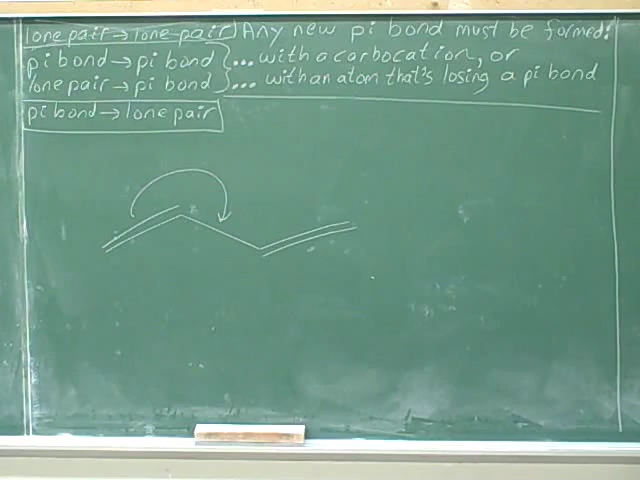 lone pair → lone pair Any new pi bond must be formed:
pi bond → pi bond } ... with a carbocation, or
lone pair → pi bond } ... with an atom that's losing a pi bond
pi bond → lone pair